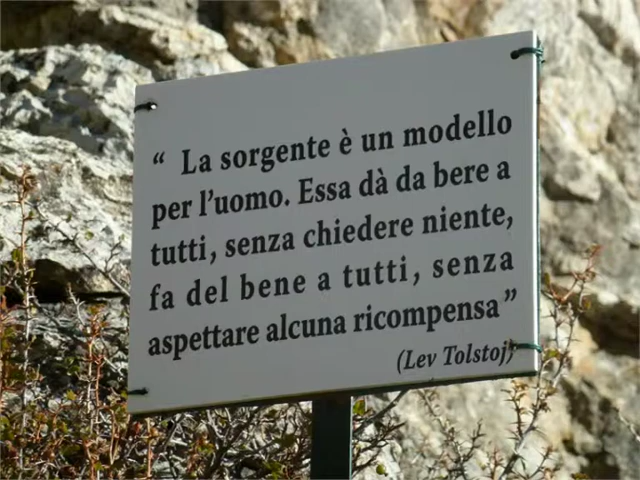 “ La sorgente è un modello
per l’uomo. Essa dà da bere a
tutti, senza chiedere niente,
fa del bene a tutti, senza
aspettare alcuna ricompensa”
(Lev Tolstoj)